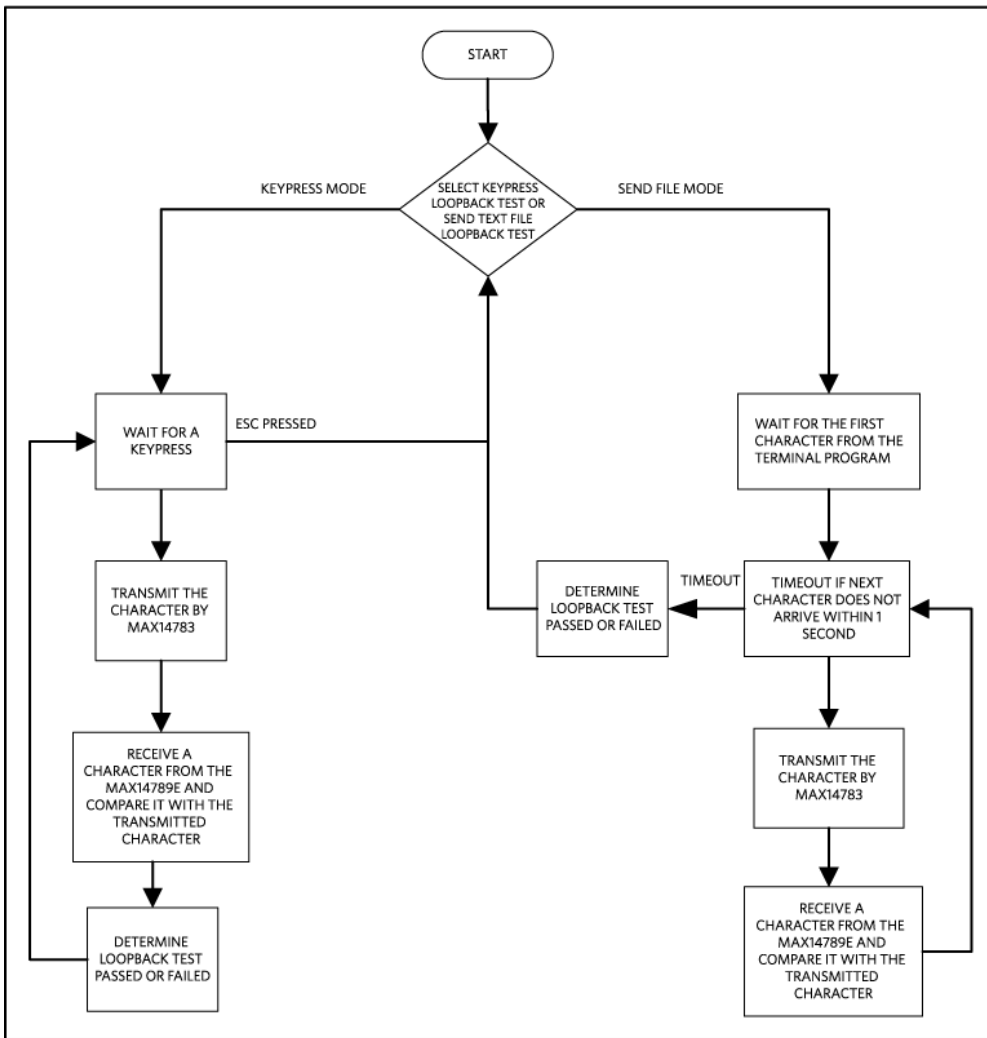 START
KEYPRESS MODE
SELECT KEYPRESS
LOOPBACK TEST OR
SEND TEXT FILE
LOOPBACK TEST
SEND FILE MODE
WAIT FOR A
KEYPRESS
ESC PRESSED
WAIT FOR THE FIRST
CHARACTER FROM THE
TERMINAL PROGRAM
TRANSMIT THE
CHARACTER BY
MAX14783
DETERMINE
LOOPBACK TEST
PASSED OR FAILED
TIMEOUT
TIMEOUT IF NEXT
CHARACTER DOES NOT
ARRIVE WITHIN 1
SECOND
RECEIVE A
CHARACTER FROM THE
MAX14789E AND
COMPARE IT WITH THE
TRANSMITTED
CHARACTER
TRANSMIT THE
CHARACTER BY
MAX14783
DETERMINE
LOOPBACK TEST
PASSED OR FAILED
RECEIVE A
CHARACTER FROM THE
MAX14789E AND
COMPARE IT WITH THE
TRANSMITTED
CHARACTER